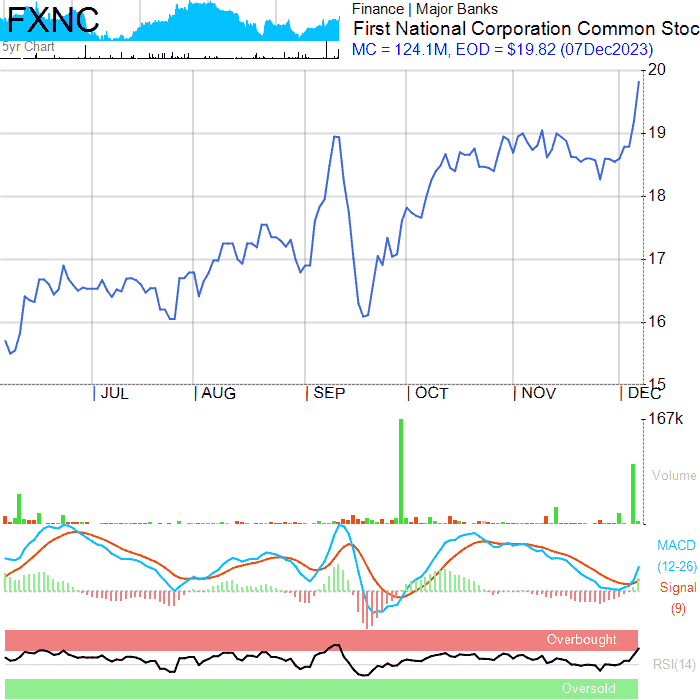 FXNC
5yr Chart
Finance | Major Banks
First National Corporation Common Stoc
MC = 124.1M, EOD = $19.82 (07Dec2023)
20
19
18
17
16
15
JUL AUG SEP OCT NOV DEC
167k
Volume
MACD
(12-26)
Signal
(9)
Overbought
RSI(14)
Oversold